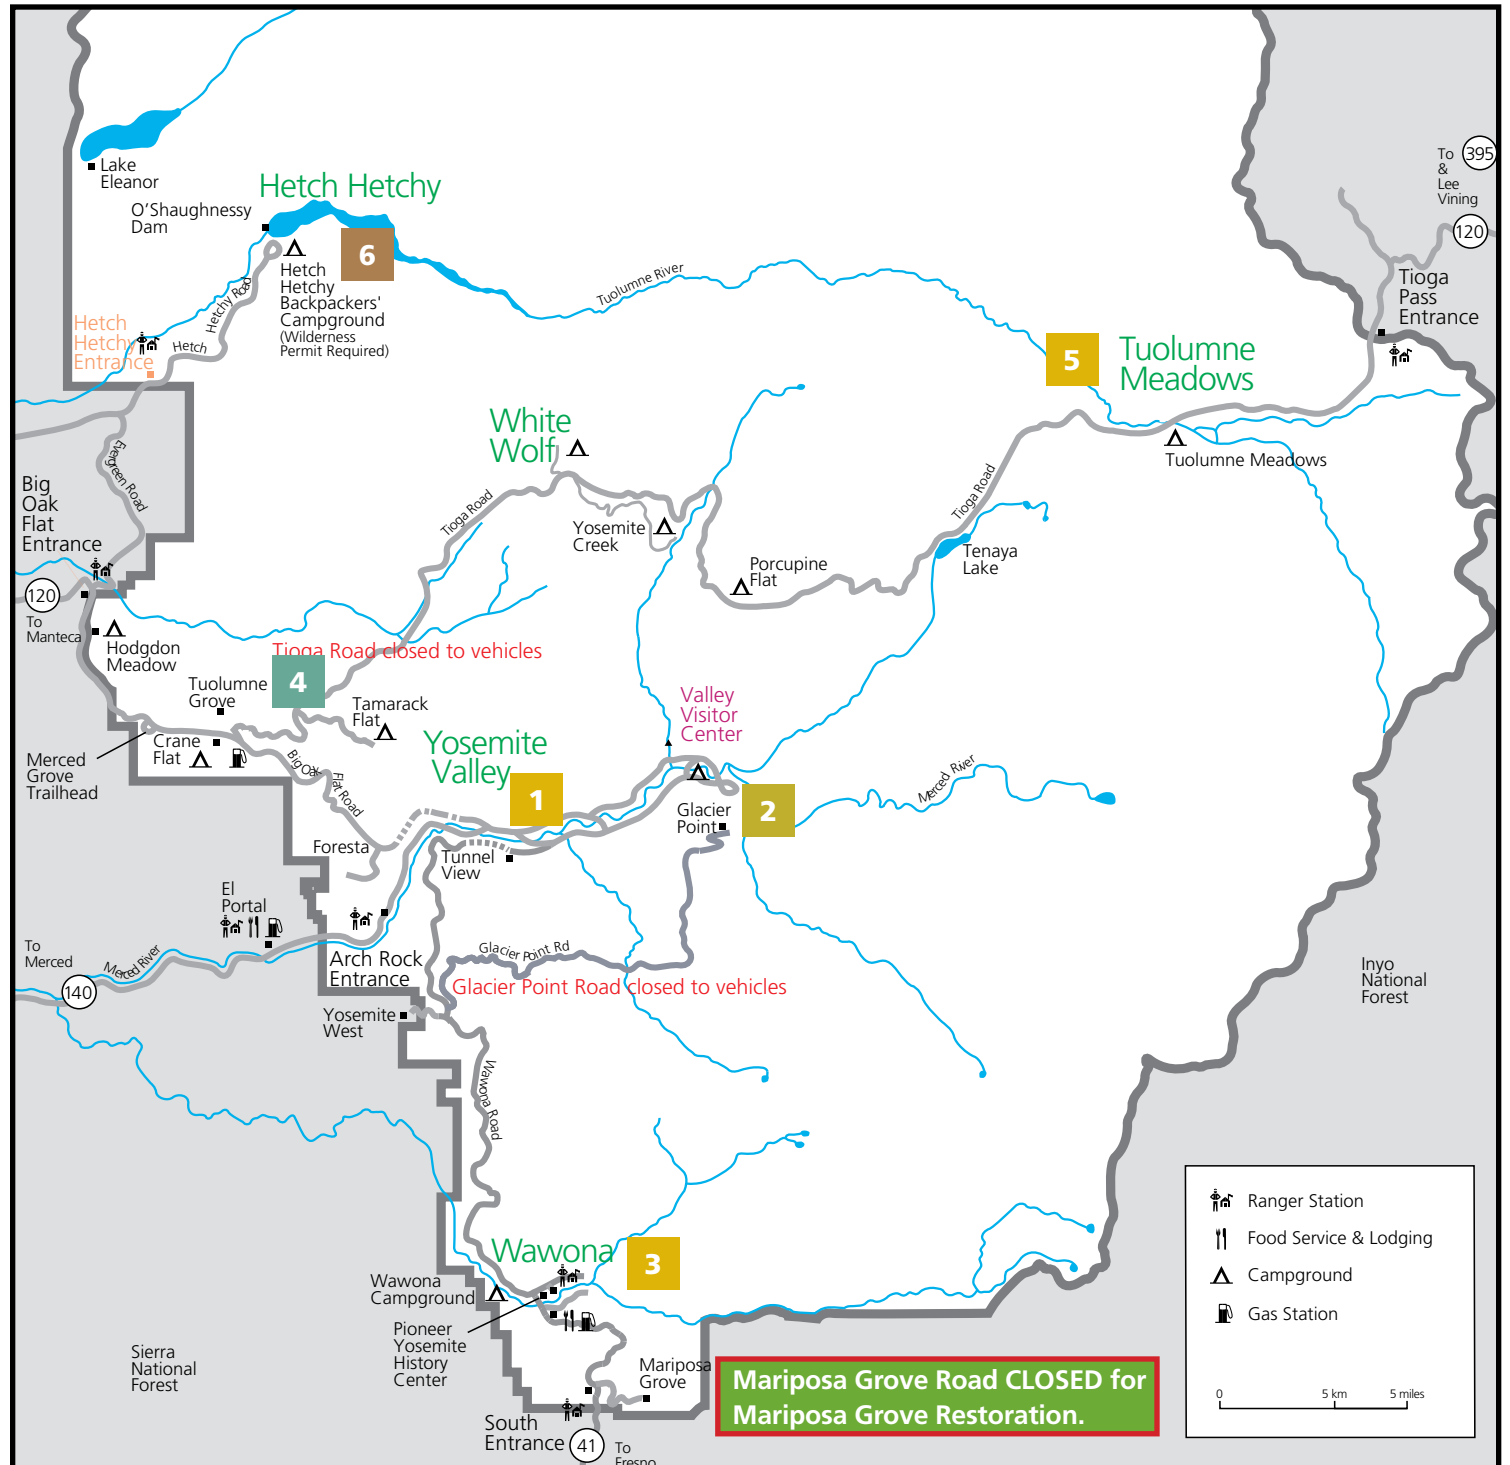 Lake
Eleanor
O'Shaughnessy
Dam
Hetch Hetchy
6
Hetch
Hetchy
Backpackers'
Campground
(Wilderness
Permit Required)
Hetch
Hetchy
Entrance
Hetch
Hetchy Road
Tuolumne River
To
&
Lee
Vining
395
120
Tioga
Pass
Entrance
5
Tuolumne
Meadows
Tuolumne Meadows
White
Wolf
Evergreen Road
Big
Oak
Flat
Entrance
Tioga Road
Yosemite
Creek
Tioga Road
Tenaya
Lake
Porcupine
Flat
120
To
Manteca
Hodgdon
Meadow
Tioga Road closed to vehicles
4
Tuolumne
Grove
Tamarack
Flat
Valley
Visitor
Center
Yosemite
Valley
1
Merced
Grove
Trailhead
Crane
Flat
Big Oak
Flat Road
2
Glacier
Point
Merced River
Foresta
Tunnel
View
El
Portal
To
Merced
Merced River
140
Arch Rock
Entrance
Glacier Point Rd
Glacier Point Road closed to vehicles
Yosemite
West
Inyo
National
Forest
Wawona Road
Wawona
3
Wawona
Campground
Pioneer
Yosemite
History
Center
Sierra
National
Forest
Mariposa
Grove
Mariposa Grove Road CLOSED for
Mariposa Grove Restoration.
South
Entrance
41
To
Fresno
Ranger Station
Food Service & Lodging
Campground
Gas Station
0
5 km
5 miles